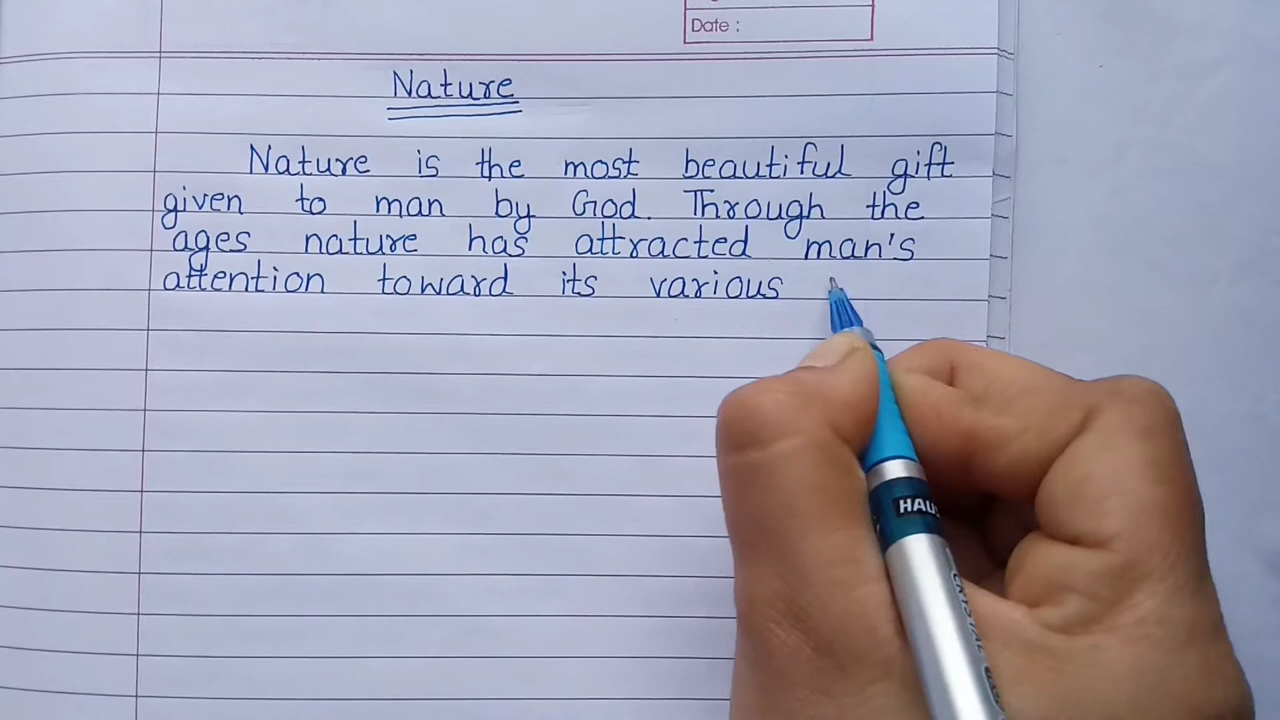 Date :
Nature
Nature is the most beautiful gift
given to man by God. Through the
ages nature has attracted man's
attention toward its various
HAU